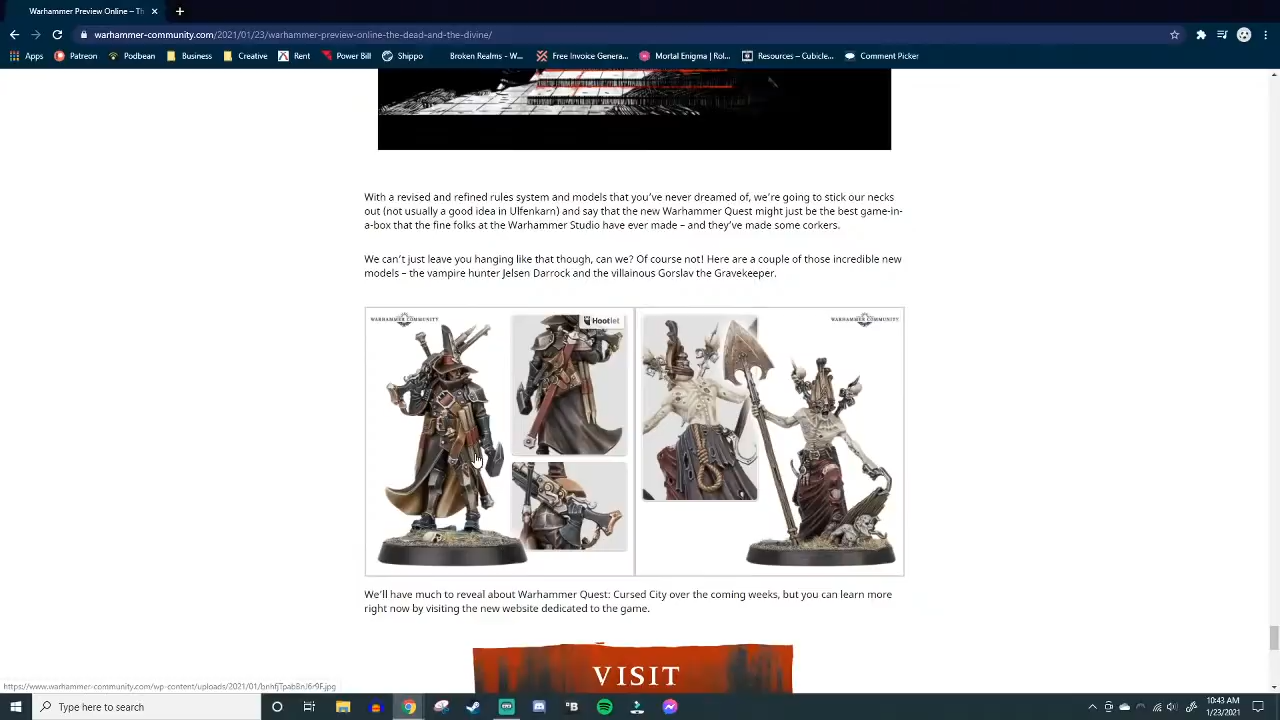 Warhammer Preview Online – Th
warhammer-community.com/2021/01/23/warhammer-preview-online-the-dead-and-the-divine/
Apps Patreon Podbean Business Creative Rent Power Bill Shippo Broken Realms - W... Free Invoice Genera... Mortal Enigma | Rol... Resources – Cubicle... Comment Picker
With a revised and refined rules system and models that you've never dreamed of, we're going to stick our necks
out (not usually a good idea in Ulfenkarn) and say that the new Warhammer Quest might just be the best game-in-
a-box that the fine folks at the Warhammer Studio have ever made – and they've made some corkers.
We can't just leave you hanging like that though, can we? Of course not! Here are a couple of those incredible new
models – the vampire hunter Jelsen Darrock and the villainous Gorslav the Gravekeeper.
WARHAMMER COMMUNITY
Hootlet
WARHAMMER COMMUNITY
We'll have much to reveal about Warhammer Quest: Cursed City over the coming weeks, but you can learn more
right now by visiting the new website dedicated to the game.
VISIT
Type here to search
10:43 AM
1/23/2021